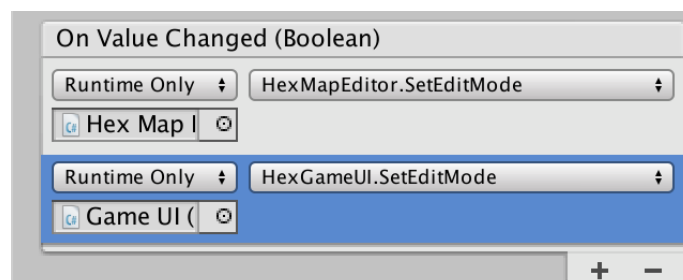 On Value Changed (Boolean)
Runtime Only HexMapEditor.SetEditMode
Hex Map
Runtime Only HexGameUI.SetEditMode
Game UI (
+ −